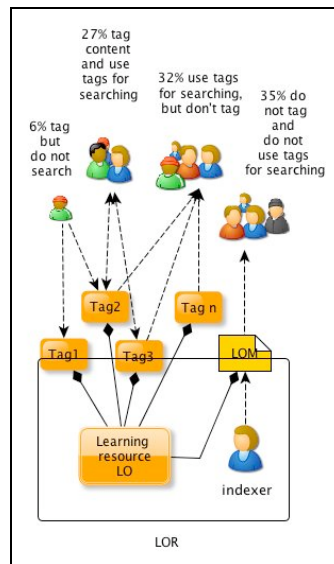 27% tag
content
and use
tags for
searching
32% use tags
for searching,
but don't tag
35% do
not tag
and
do not
use tags
for searching
6% tag
but
do not
search
Tag2
Tag n
Tag1
Tag3
LOM
Learning
resource
LO
indexer
LOR